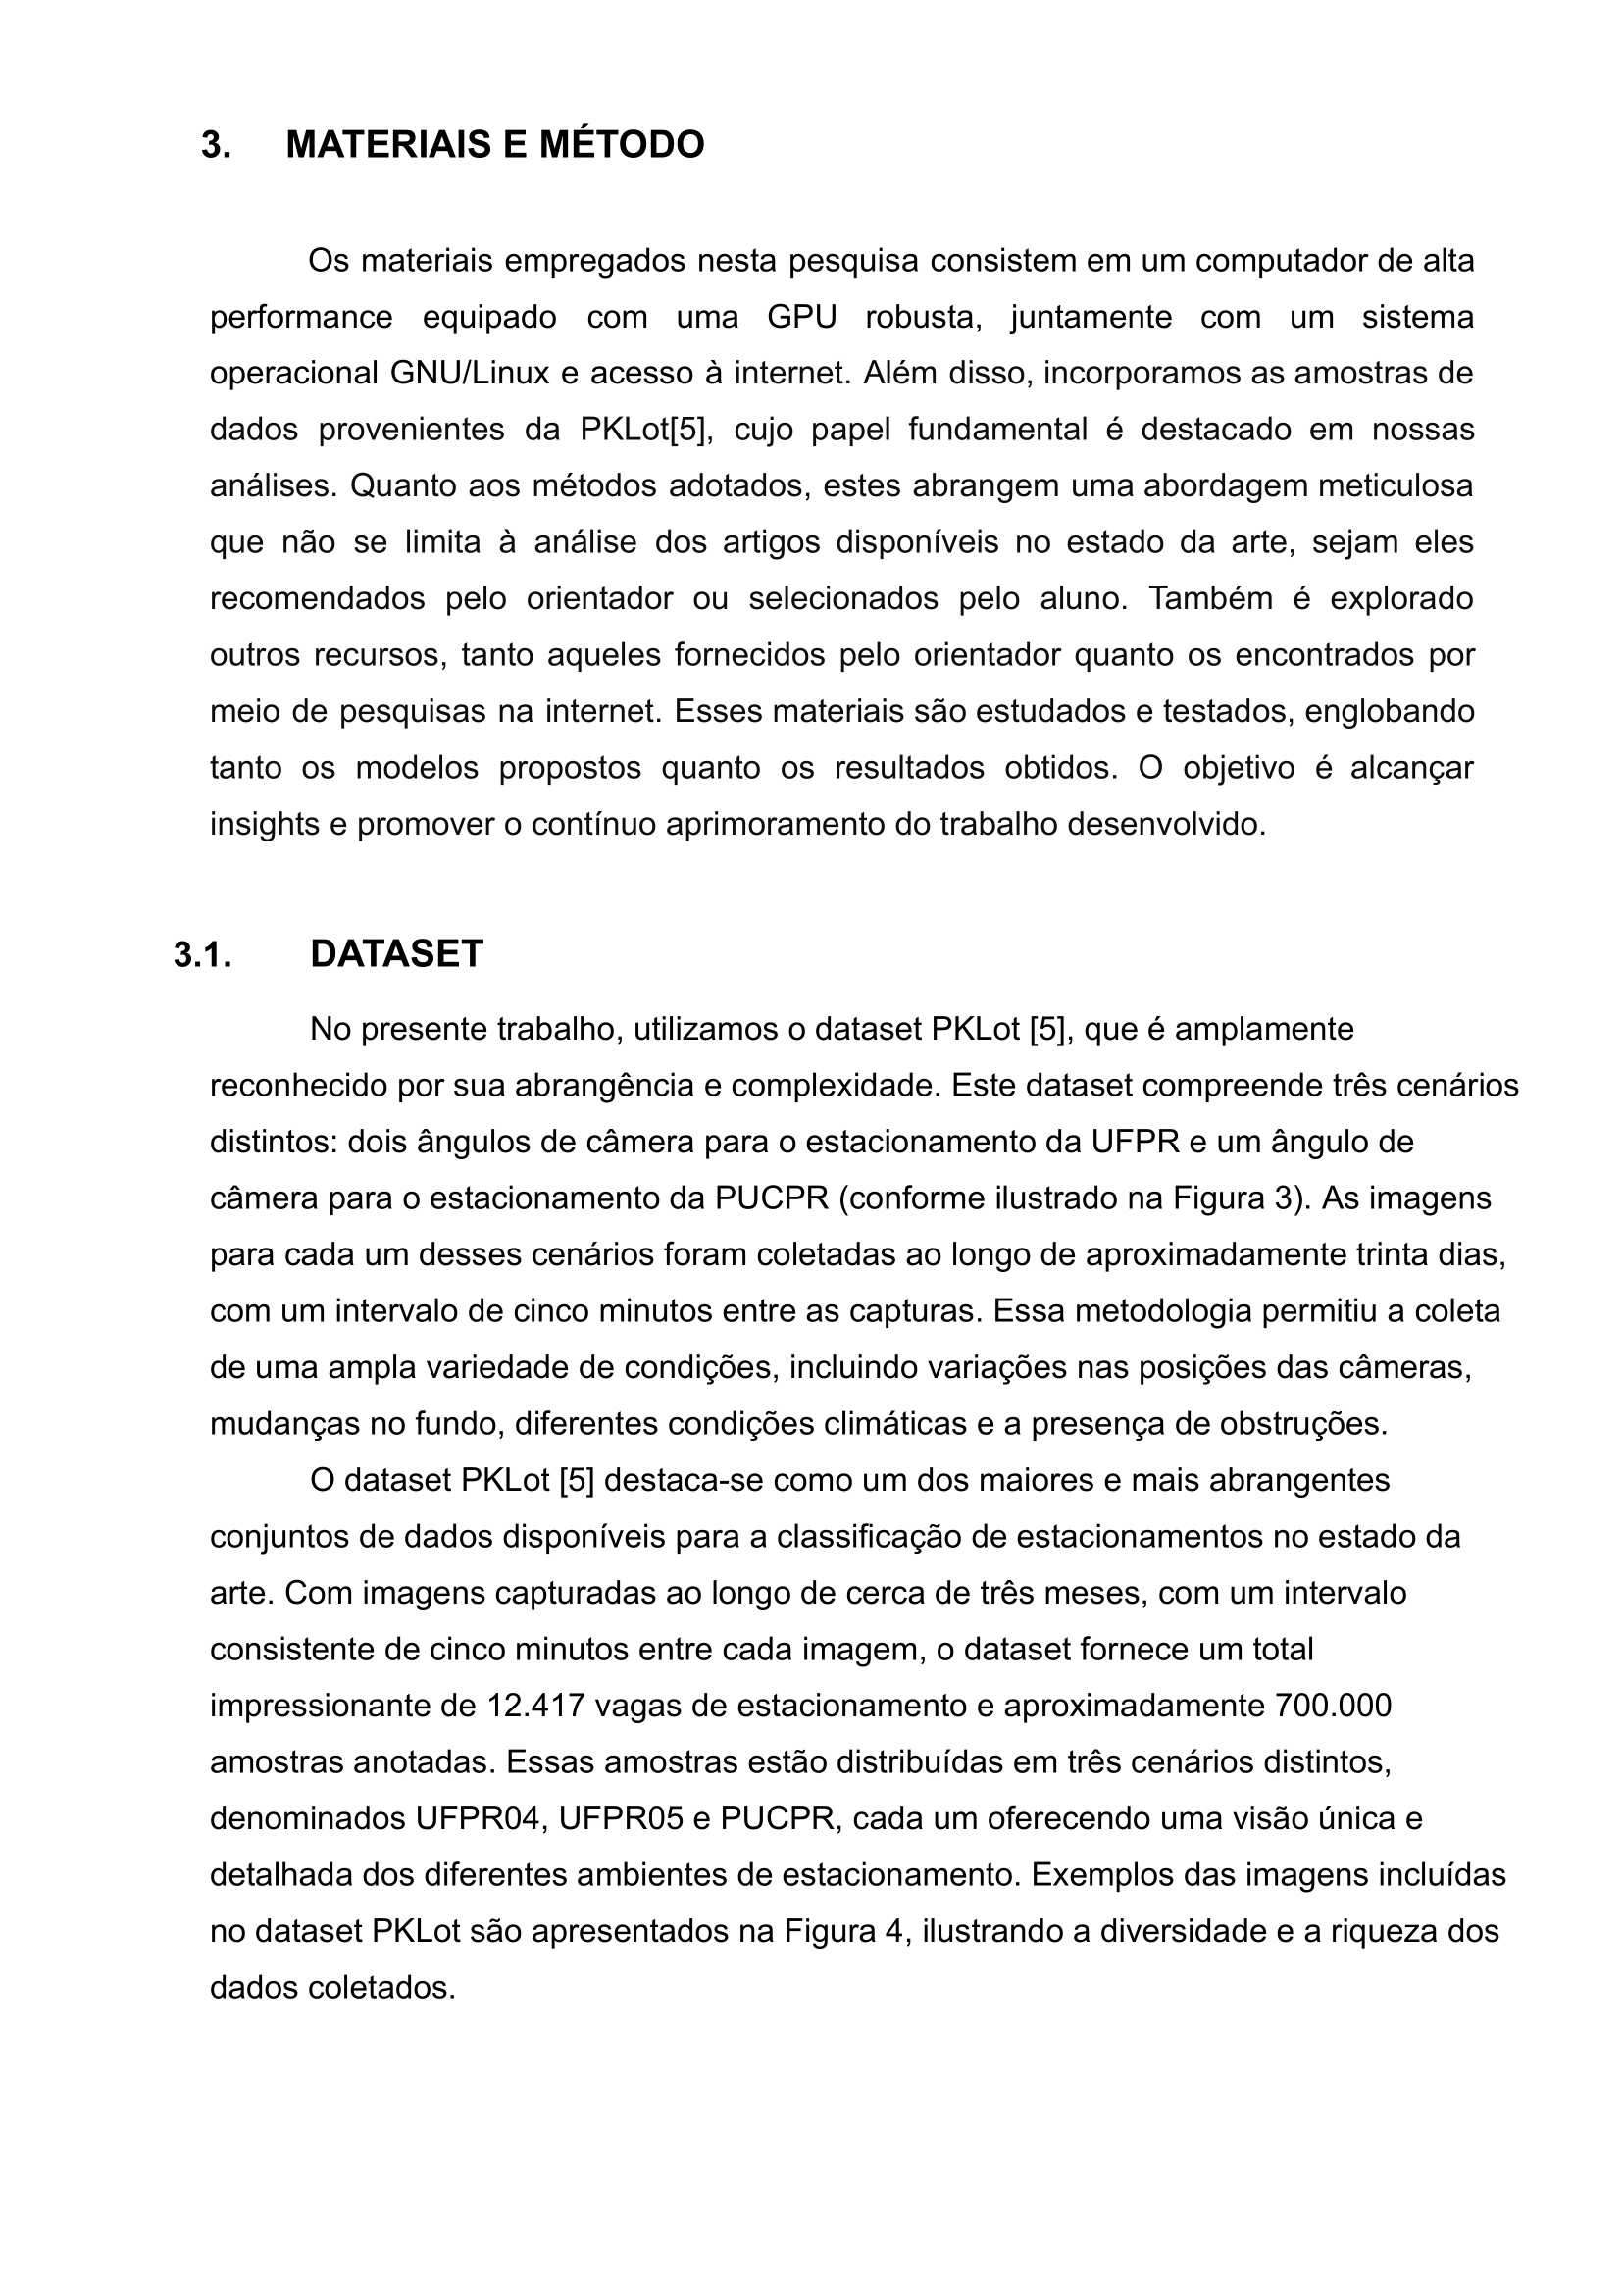 3. MATERIAIS E MÉTODO
Os materiais empregados nesta pesquisa consistem em um computador de alta
performance equipado com uma GPU robusta, juntamente com um sistema
operacional GNU/Linux e acesso à internet. Além disso, incorporamos as amostras de
dados provenientes da PKLot[5], cujo papel fundamental é destacado em nossas
análises. Quanto aos métodos adotados, estes abrangem uma abordagem meticulosa
que não se limita à análise dos artigos disponíveis no estado da arte, sejam eles
recomendados pelo orientador ou selecionados pelo aluno. Também é explorado
outros recursos, tanto aqueles fornecidos pelo orientador quanto os encontrados por
meio de pesquisas na internet. Esses materiais são estudados e testados, englobando
tanto os modelos propostos quanto os resultados obtidos. O objetivo é alcançar
insights e promover o contínuo aprimoramento do trabalho desenvolvido.
3.1. DATASET
No presente trabalho, utilizamos o dataset PKLot [5], que é amplamente
reconhecido por sua abrangência e complexidade. Este dataset compreende três cenários
distintos: dois ângulos de câmera para o estacionamento da UFPR e um ângulo de
câmera para o estacionamento da PUCPR (conforme ilustrado na Figura 3). As imagens
para cada um desses cenários foram coletadas ao longo de aproximadamente trinta dias,
com um intervalo de cinco minutos entre as capturas. Essa metodologia permitiu a coleta
de uma ampla variedade de condições, incluindo variações nas posições das câmeras,
mudanças no fundo, diferentes condições climáticas e a presença de obstruções.
O dataset PKLot [5] destaca-se como um dos maiores e mais abrangentes
conjuntos de dados disponíveis para a classificação de estacionamentos no estado da
arte. Com imagens capturadas ao longo de cerca de três meses, com um intervalo
consistente de cinco minutos entre cada imagem, o dataset fornece um total
impressionante de 12.417 vagas de estacionamento e aproximadamente 700.000
amostras anotadas. Essas amostras estão distribuídas em três cenários distintos,
denominados UFPR04, UFPR05 e PUCPR, cada um oferecendo uma visão única e
detalhada dos diferentes ambientes de estacionamento. Exemplos das imagens incluídas
no dataset PKLot são apresentados na Figura 4, ilustrando a diversidade e a riqueza dos
dados coletados.